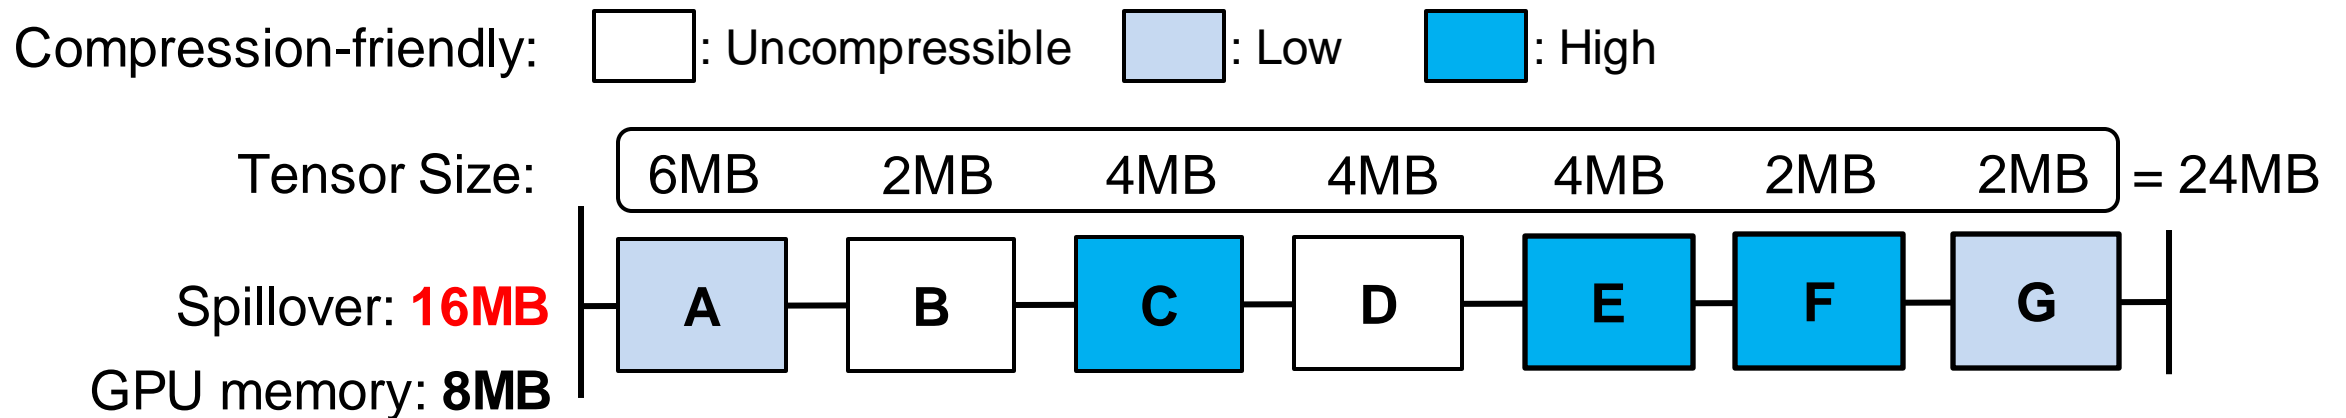 Compression-friendly: : Uncompressible : Low : High
Tensor Size: 6MB 2MB 4MB 4MB 4MB 2MB 2MB = 24MB
Spillover: 16MB A B C D E F G
GPU memory: 8MB